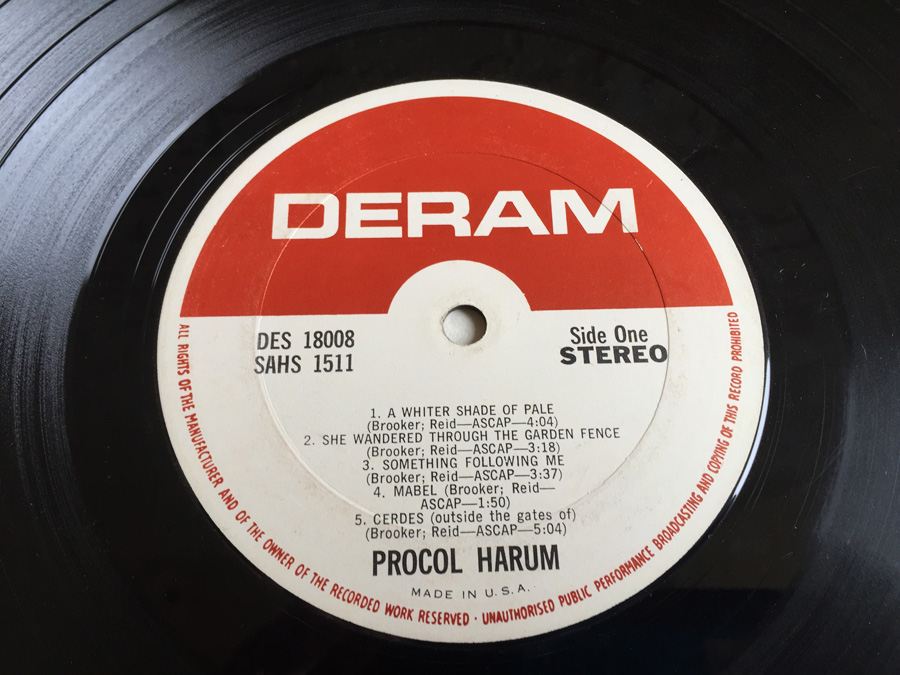 DERAM
DES 18008
SAHS 1511
Side One
STEREO
1. A WHITER SHADE OF PALE
(Brooker; Reid—ASCAP—4:04)
2. SHE WANDERED THROUGH THE GARDEN FENCE
(Brooker; Reid—ASCAP—3:18)
3. SOMETHING FOLLOWING ME
(Brooker; Reid—ASCAP—3:37)
4. MABEL (Brooker; Reid—
ASCAP—1:50)
5. CERDES (outside the gates of)
(Brooker; Reid—ASCAP—5:04)
PROCOL HARUM
MADE IN U.S.A.
ALL RIGHTS OF THE MANUFACTURER AND OF THE OWNER OF THE RECORDED WORK RESERVED · UNAUTHORISED PUBLIC PERFORMANCE BROADCASTING AND COPYING OF THIS RECORD PROHIBITED